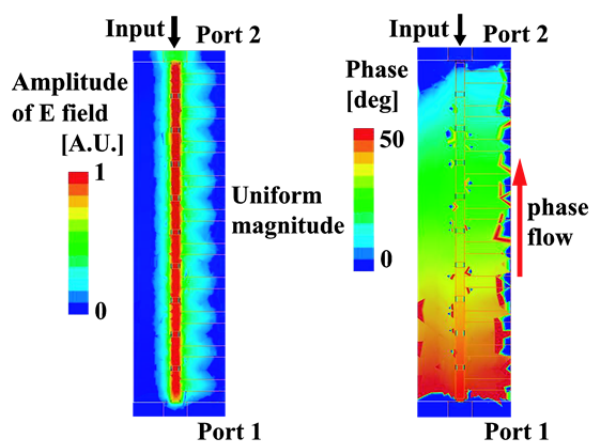 Input
Port 2
Amplitude
of E field
[A.U.]
1
0
Uniform
magnitude
Port 1
Input
Port 2
Phase
[deg]
50
0
phase
flow
Port 1